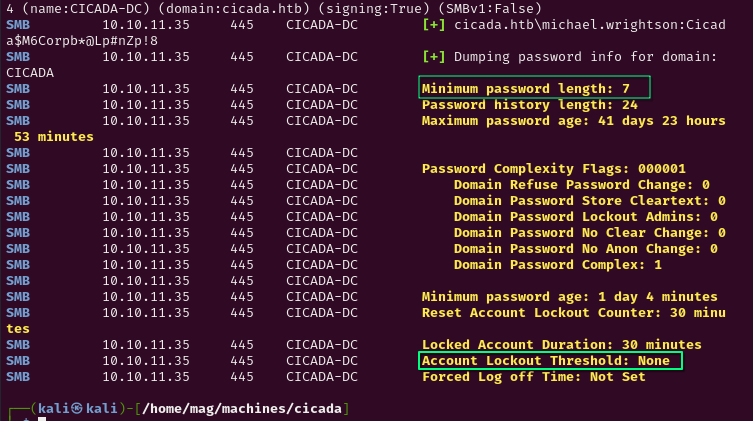 4 (name:CICADA-DC) (domain:cicada.htb) (signing:True) (SMBv1:False)
SMB 10.10.11.35 445 CICADA-DC [+] cicada.htb\michael.wrightson:Cicad
a$M6Corpb*@Lp#nZp!8
SMB 10.10.11.35 445 CICADA-DC [+] Dumping password info for domain:
CICADA
SMB 10.10.11.35 445 CICADA-DC Minimum password length: 7
SMB 10.10.11.35 445 CICADA-DC Password history length: 24
SMB 10.10.11.35 445 CICADA-DC Maximum password age: 41 days 23 hours
53 minutes
SMB 10.10.11.35 445 CICADA-DC
SMB 10.10.11.35 445 CICADA-DC Password Complexity Flags: 000001
SMB 10.10.11.35 445 CICADA-DC Domain Refuse Password Change: 0
SMB 10.10.11.35 445 CICADA-DC Domain Password Store Cleartext: 0
SMB 10.10.11.35 445 CICADA-DC Domain Password Lockout Admins: 0
SMB 10.10.11.35 445 CICADA-DC Domain Password No Clear Change: 0
SMB 10.10.11.35 445 CICADA-DC Domain Password No Anon Change: 0
SMB 10.10.11.35 445 CICADA-DC Domain Password Complex: 1
SMB 10.10.11.35 445 CICADA-DC
SMB 10.10.11.35 445 CICADA-DC Minimum password age: 1 day 4 minutes
SMB 10.10.11.35 445 CICADA-DC Reset Account Lockout Counter: 30 minu
tes
SMB 10.10.11.35 445 CICADA-DC Locked Account Duration: 30 minutes
SMB 10.10.11.35 445 CICADA-DC Account Lockout Threshold: None
SMB 10.10.11.35 445 CICADA-DC Forced Log off Time: Not Set
┌──(kali㉿kali)-[/home/mag/machines/cicada]